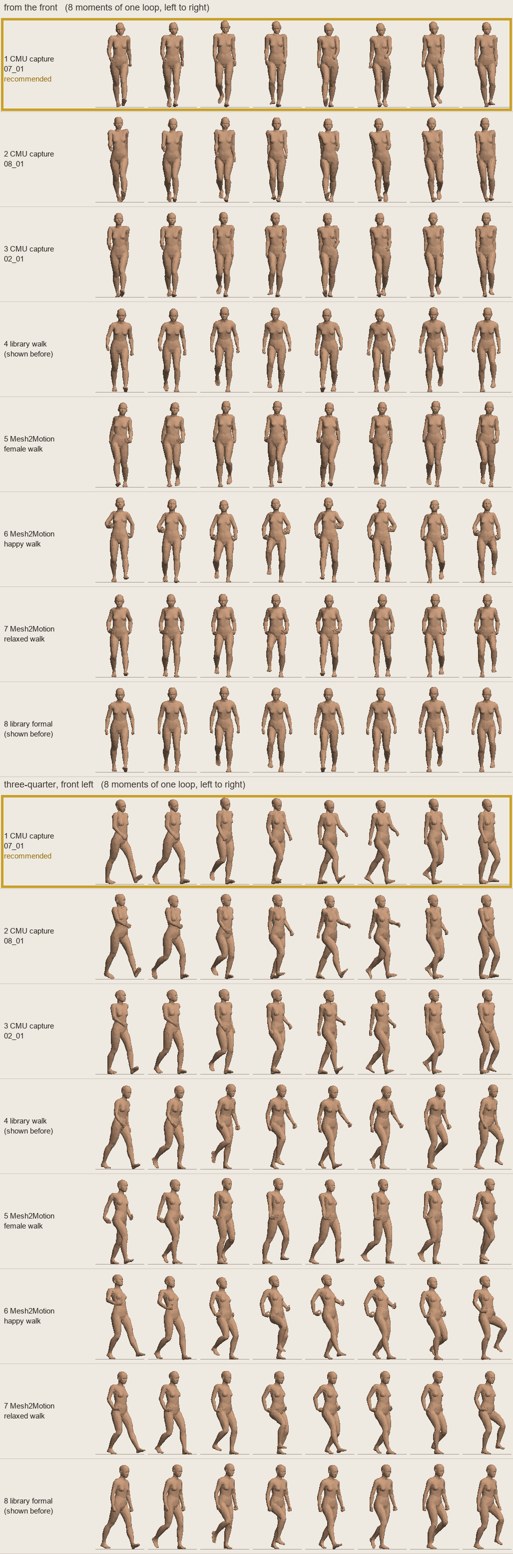 from the front (8 moments of one loop, left to right)
1 CMU capture
07_01
recommended
2 CMU capture
08_01
3 CMU capture
02_01
4 library walk
(shown before)
5 Mesh2Motion
female walk
6 Mesh2Motion
happy walk
7 Mesh2Motion
relaxed walk
8 library formal
(shown before)
three-quarter, front left (8 moments of one loop, left to right)
1 CMU capture
07_01
recommended
2 CMU capture
08_01
3 CMU capture
02_01
4 library walk
(shown before)
5 Mesh2Motion
female walk
6 Mesh2Motion
happy walk
7 Mesh2Motion
relaxed walk
8 library formal
(shown before)